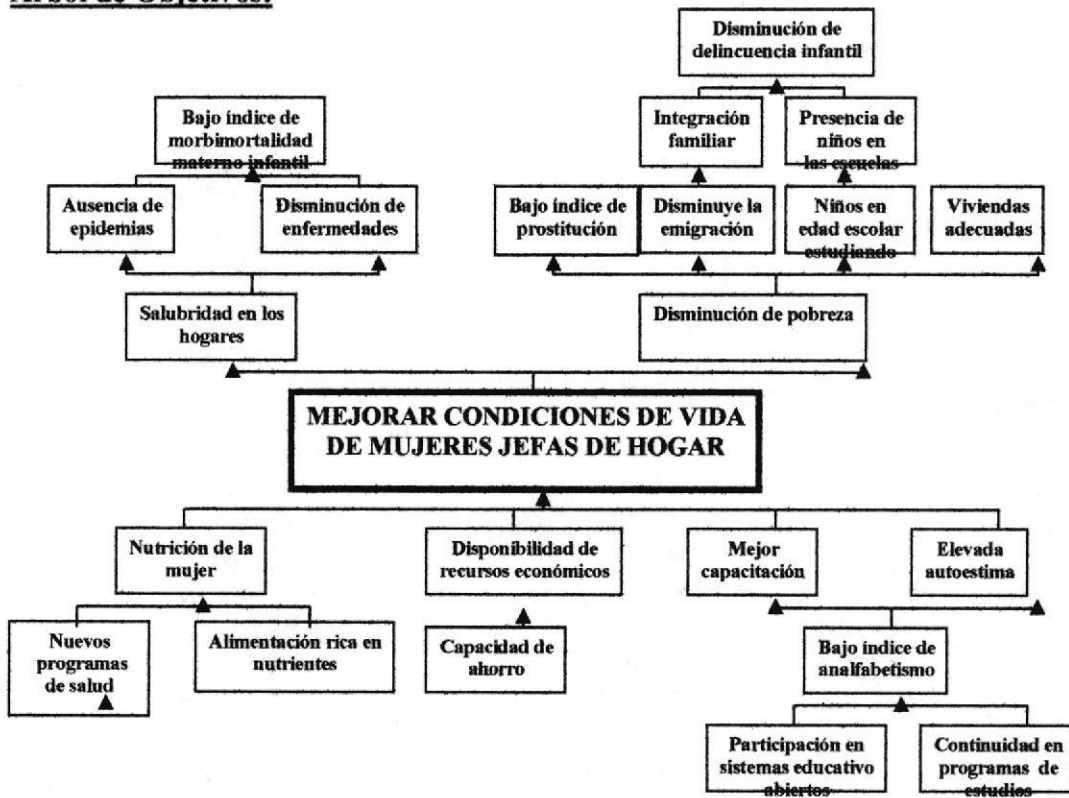 Árbol de Objetivos:
Disminución de
delincuencia infantil
Bajo índice de
morbimortalidad
materno infantil
Integración
familiar
Presencia de
niños en
las escuelas
Ausencia de
epidemias
Disminución de
enfermedades
Bajo índice de
prostitución
Disminuye la
emigración
Niños en
edad escolar
estudiando
Viviendas
adecuadas
Salubridad en los
hogares
Disminución de pobreza
MEJORAR CONDICIONES DE VIDA
DE MUJERES JEFAS DE HOGAR
Nutrición de la
mujer
Disponibilidad de
recursos económicos
Mejor
capacitación
Elevada
autoestima
Nuevos
programas
de salud
Alimentación rica en
nutrientes
Capacidad de
ahorro
Bajo índice de
analfabetismo
Participación en
sistemas educativo
abiertos
Continuidad en
programas de
estudios